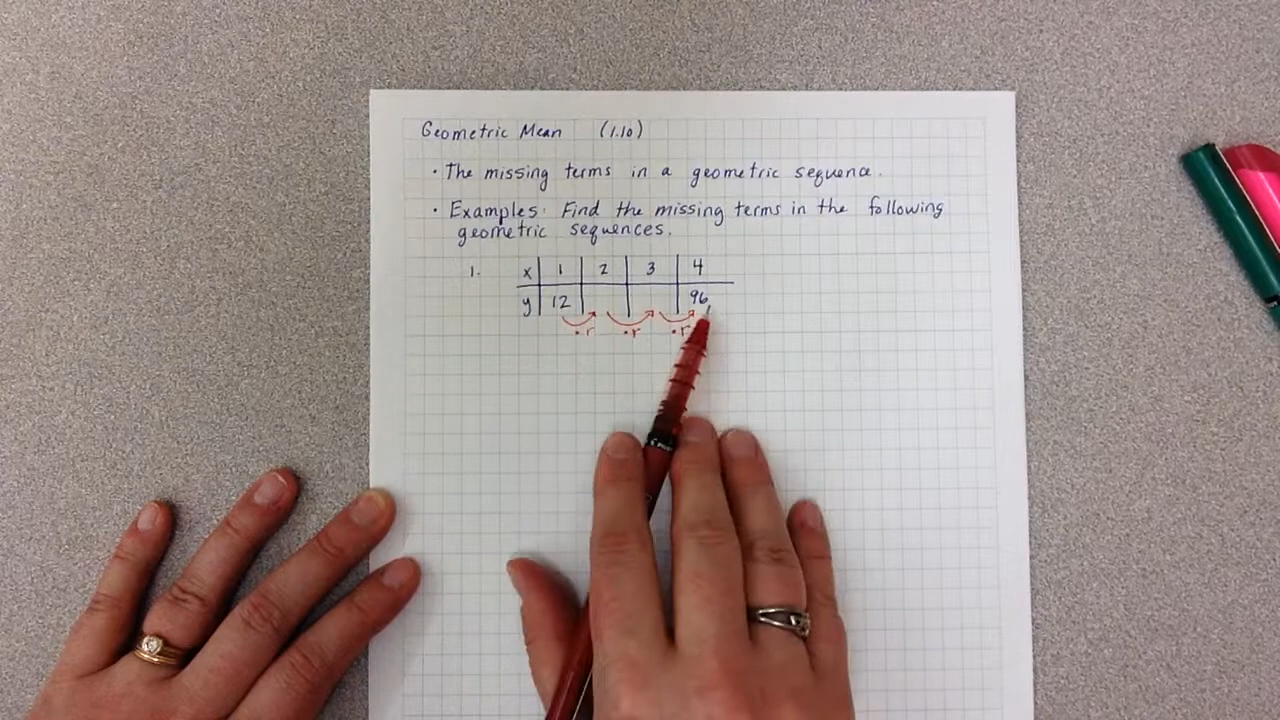 Geometric Mean (1.10)
• The missing terms in a geometric sequence.
• Examples: Find the missing terms in the following
geometric sequences.
1. x 1 2 3 4
y 12 96
•r •r •r